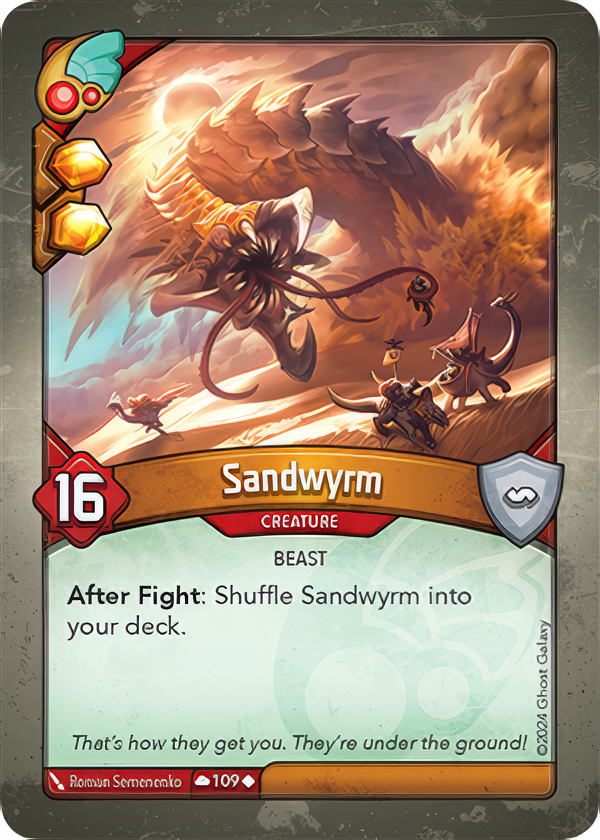 Sandwyrm
16
CREATURE
BEAST
After Fight: Shuffle Sandwyrm into
your deck.
That's how they get you. They're under the ground!
©2024 Ghost Galaxy
Roman Semenenko
109